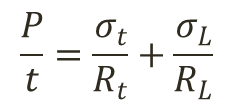 P/t = σ_t/R_t + σ_L/R_L